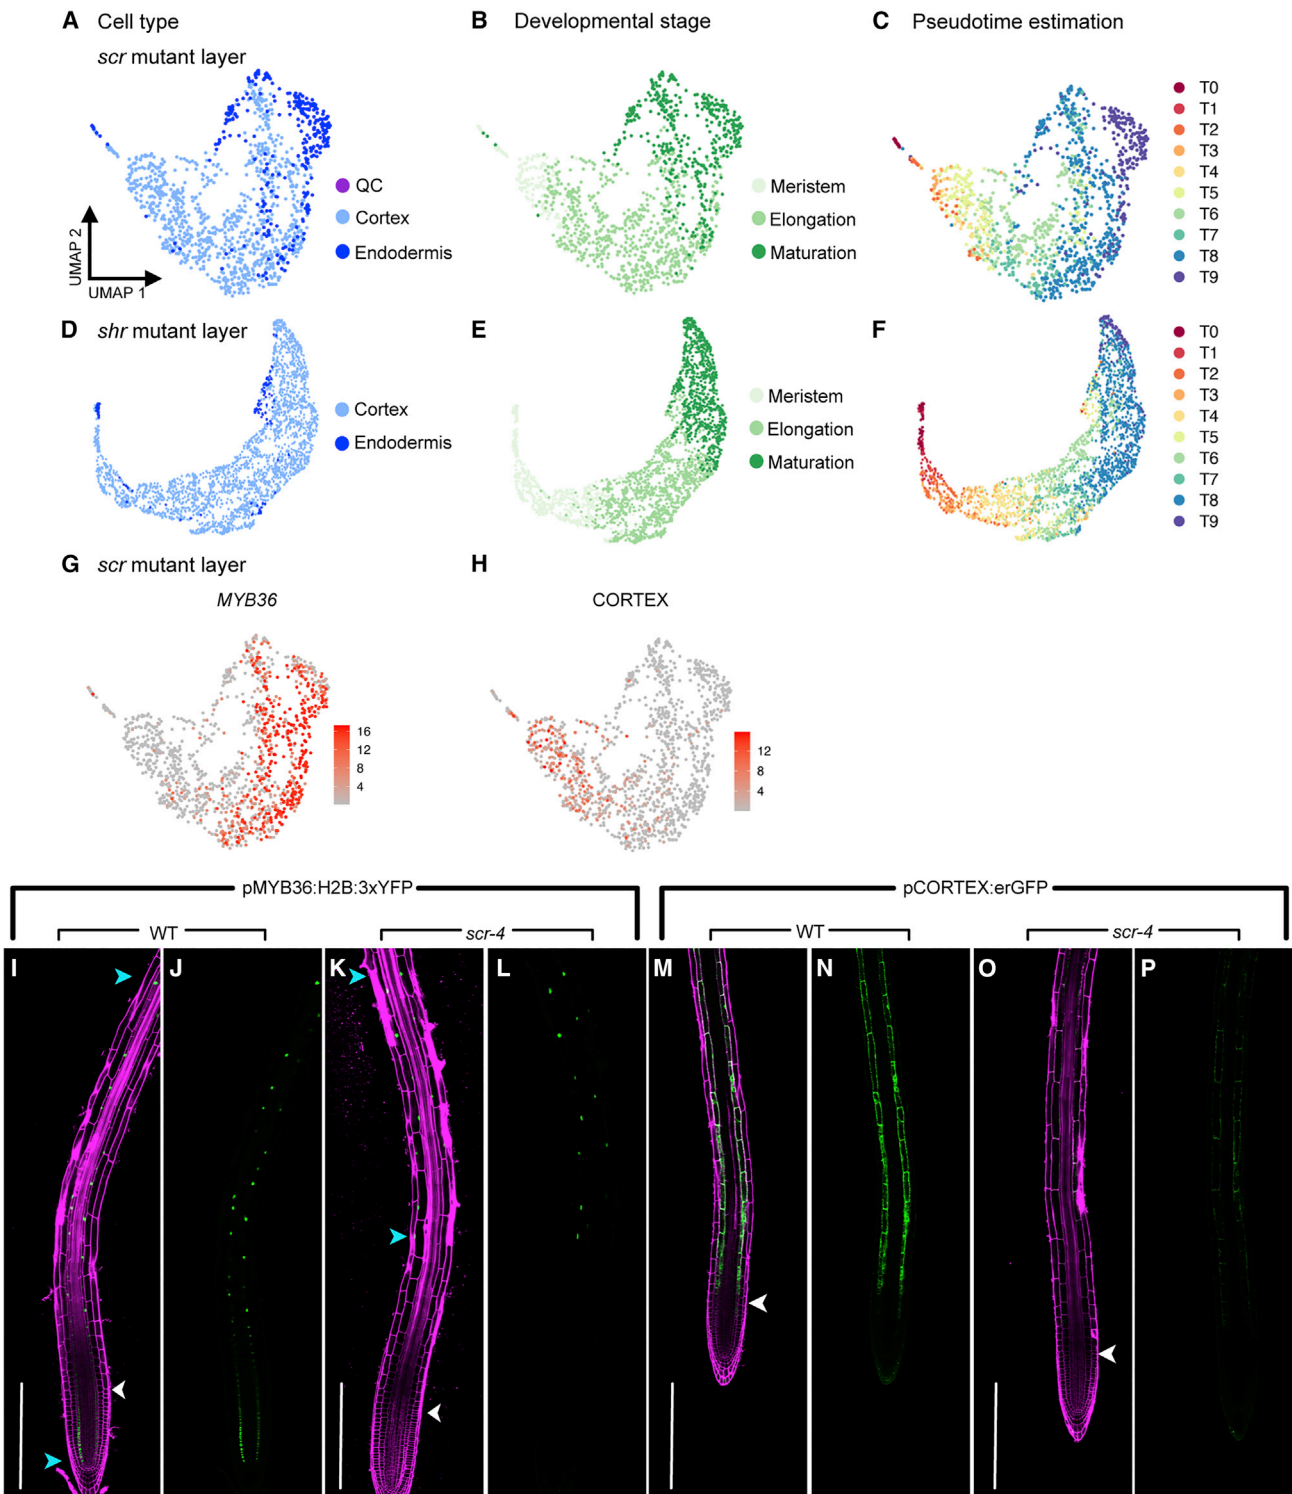 A Cell type
B Developmental stage
C Pseudotime estimation
scr mutant layer
QC
Cortex
Endodermis
UMAP 2
UMAP 1
Meristem
Elongation
Maturation
T0
T1
T2
T3
T4
T5
T6
T7
T8
T9
D shr mutant layer
E
F
Cortex
Endodermis
Meristem
Elongation
Maturation
T0
T1
T2
T3
T4
T5
T6
T7
T8
T9
G scr mutant layer
H
MYB36
CORTEX
16
12
8
4
12
8
4
pMYB36:H2B:3xYFP
pCORTEX:erGFP
WT
scr-4
WT
scr-4
I
J
K
L
M
N
O
P